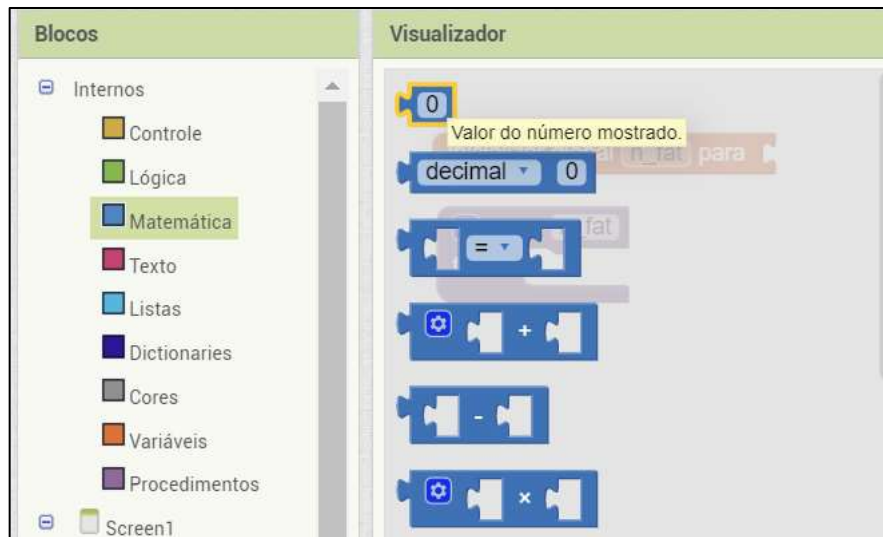 Blocos
Internos
Controle
Lógica
Matemática
Texto
Listas
Dictionaries
Cores
Variáveis
Procedimentos
Screen1
Visualizador
0
Valor do número mostrado.
n_fat para
decimal 0
=
fat
+
-
×